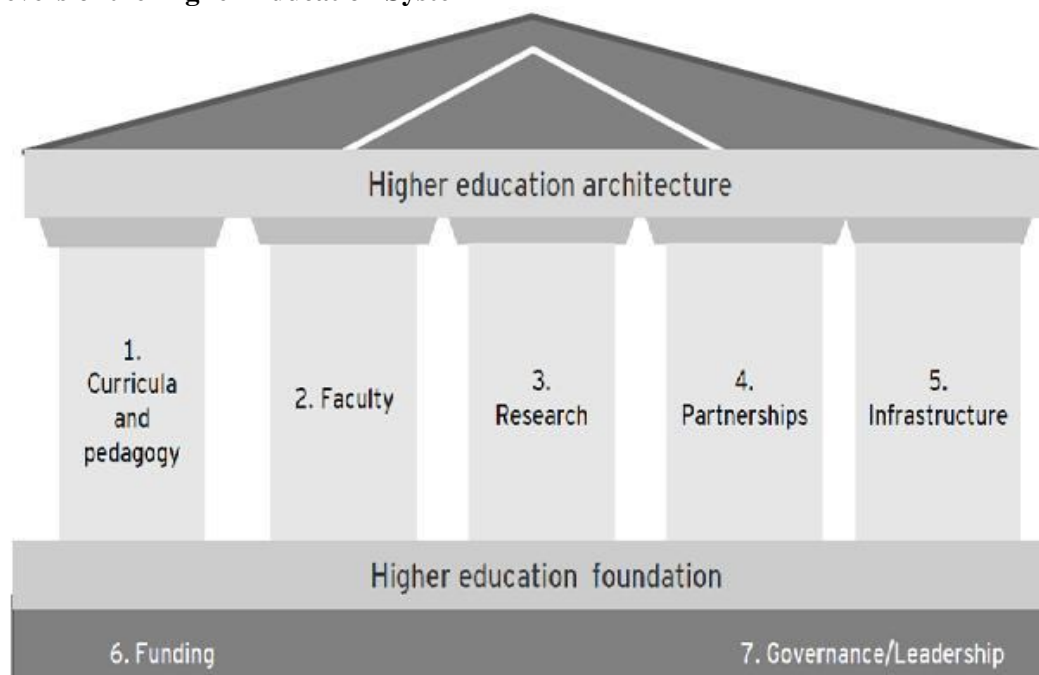 Higher education architecture
1.
Curricula
and
pedagogy
2. Faculty
3.
Research
4.
Partnerships
5.
Infrastructure
Higher education foundation
6. Funding
7. Governance/Leadership